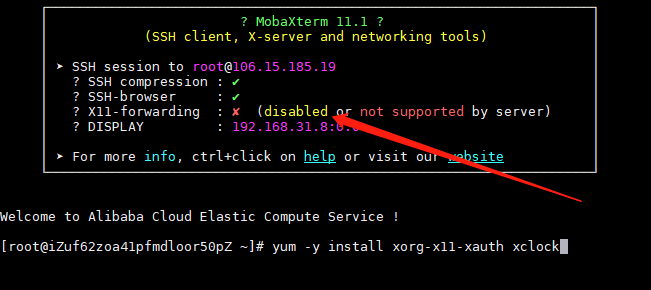 ? MobaXterm 11.1 ?
(SSH client, X-server and networking tools)
➤ SSH session to root@106.15.185.19
? SSH compression : ✔
? SSH-browser : ✔
? X11-forwarding : ✘ (disabled or not supported by server)
? DISPLAY : 192.168.31.8:0.0
➤ For more info, ctrl+click on help or visit our website
Welcome to Alibaba Cloud Elastic Compute Service !
[root@iZuf62zoa41pfmdloor50pZ ~]# yum -y install xorg-x11-xauth xclock